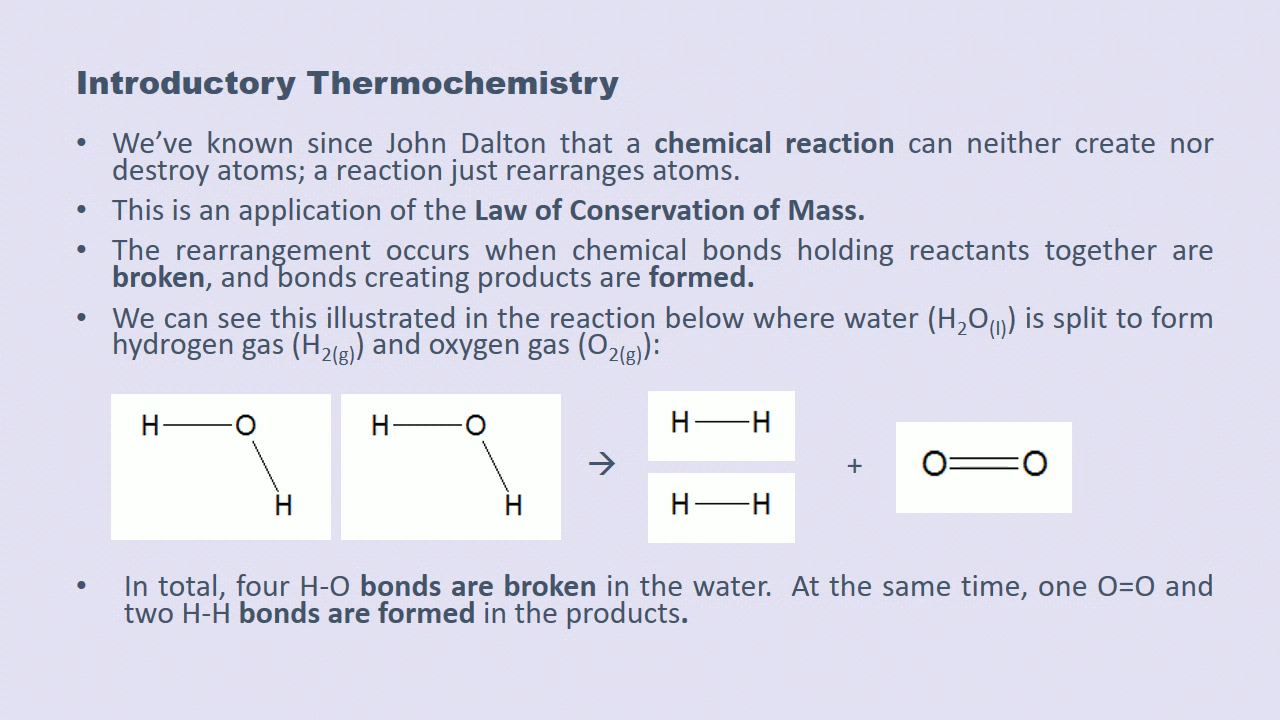 Introductory Thermochemistry
• We’ve known since John Dalton that a chemical reaction can neither create nor
destroy atoms; a reaction just rearranges atoms.
• This is an application of the Law of Conservation of Mass.
• The rearrangement occurs when chemical bonds holding reactants together are
broken, and bonds creating products are formed.
• We can see this illustrated in the reaction below where water (H₂O₍ₗ₎) is split to form
hydrogen gas (H₂(g)) and oxygen gas (O₂(g)):
H—O
H
H—O
H
→
H—H
H—H
+
O=O
• In total, four H-O bonds are broken in the water. At the same time, one O=O and
two H-H bonds are formed in the products.